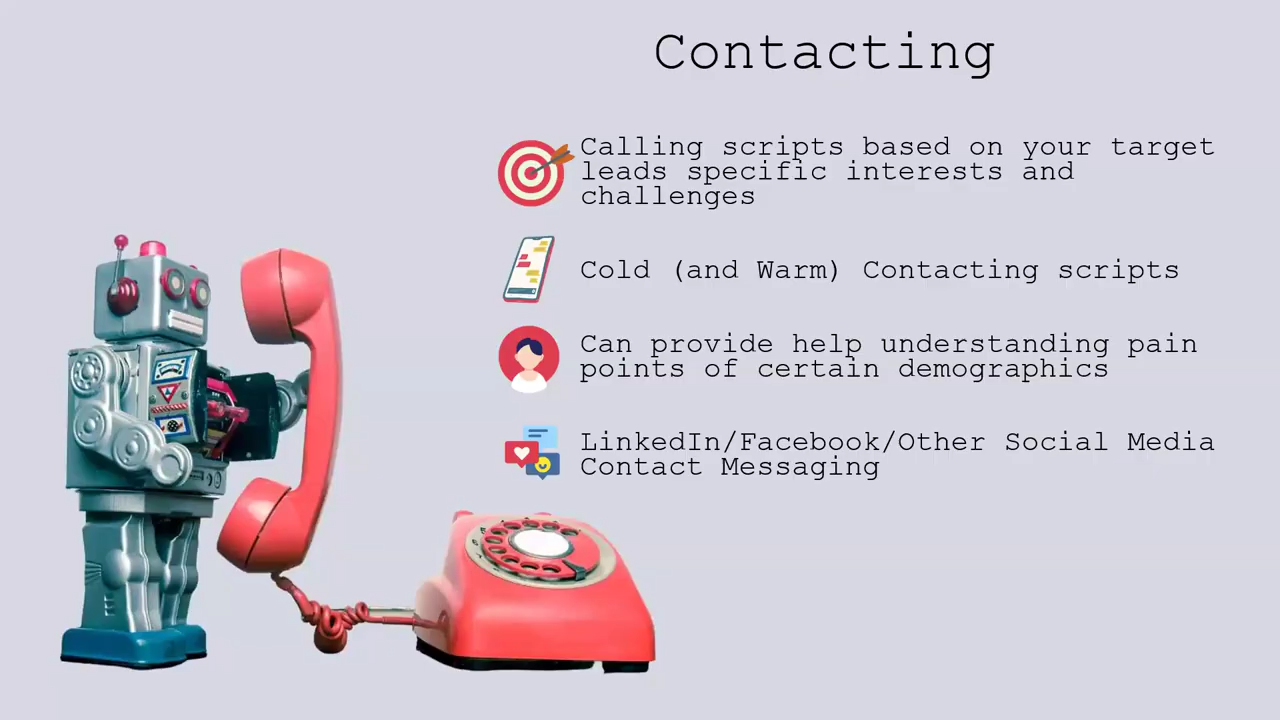 Contacting
Calling scripts based on your target
leads specific interests and
challenges
Cold (and Warm) Contacting scripts
Can provide help understanding pain
points of certain demographics
LinkedIn/Facebook/Other Social Media
Contact Messaging